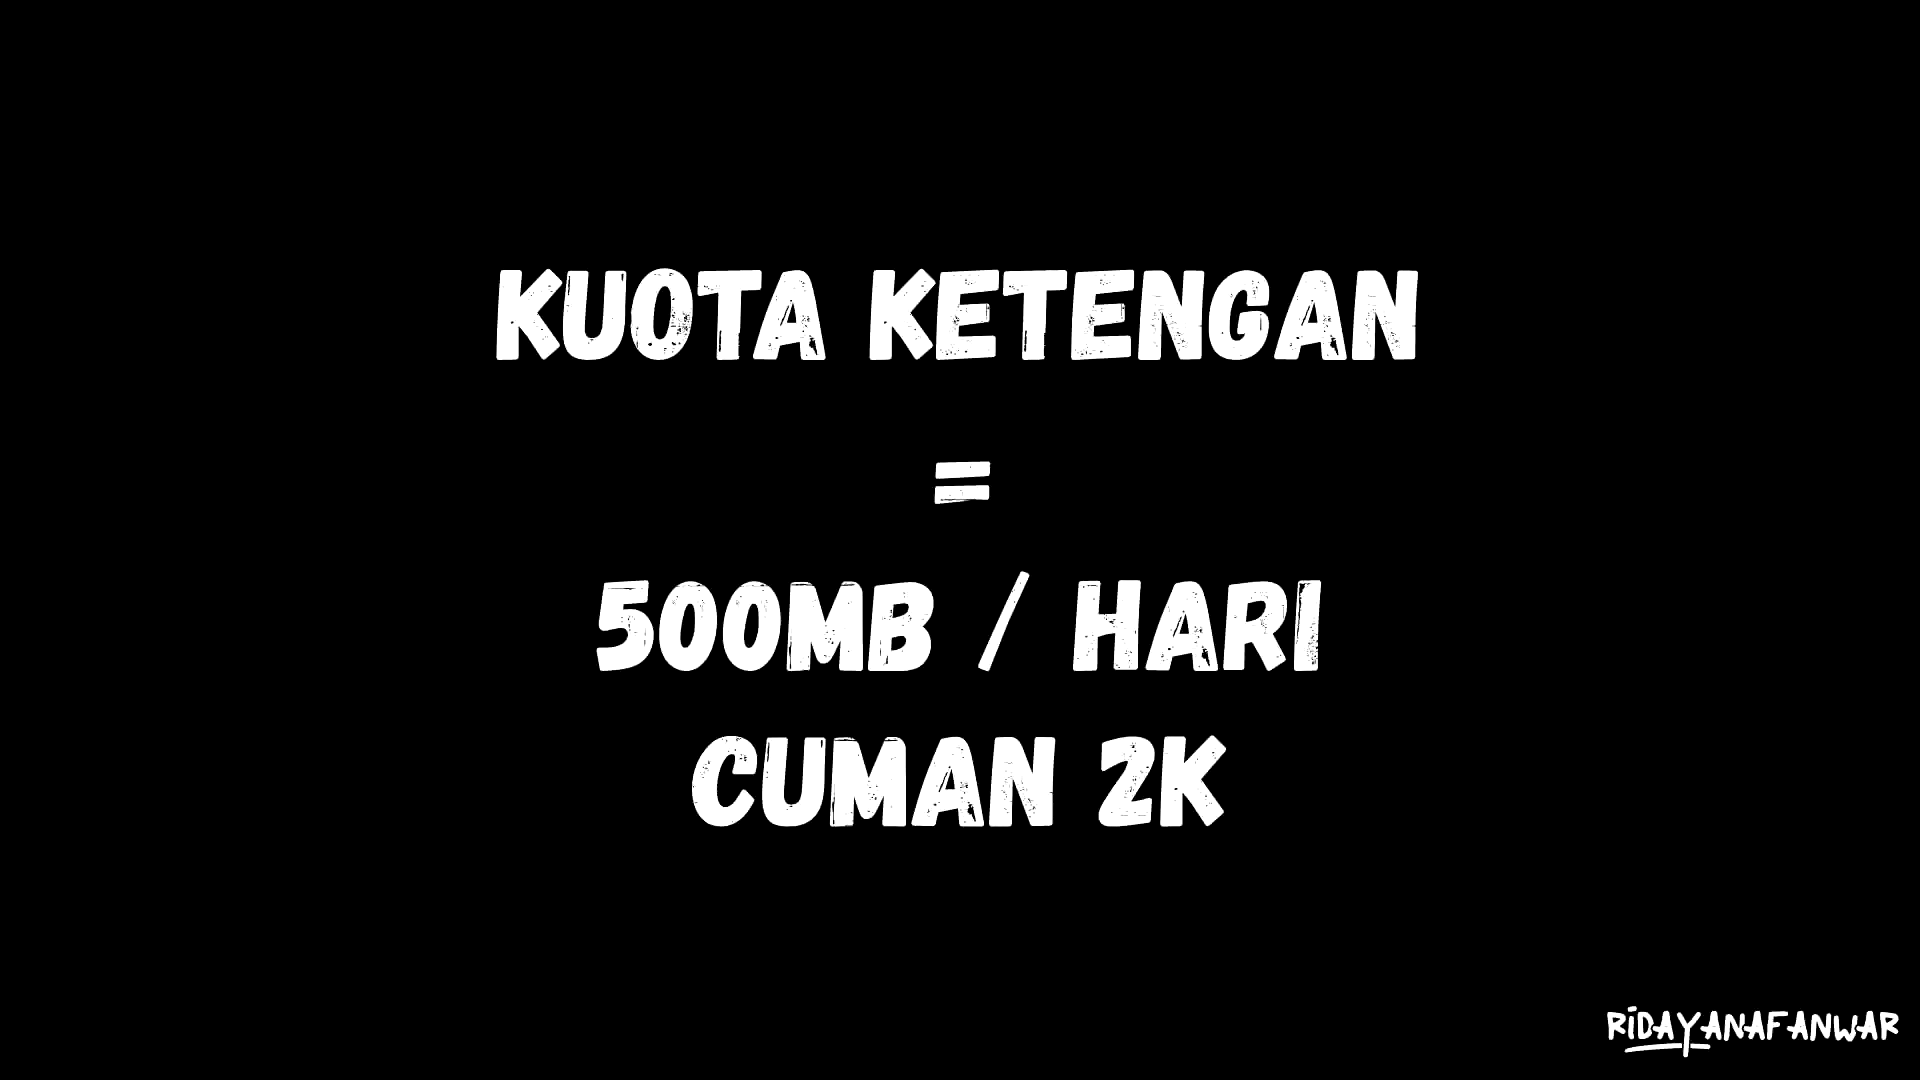 KUOTA KETENGAN
=
500MB / HARI
CUMAN 2K
RIDAYANAFANWAR